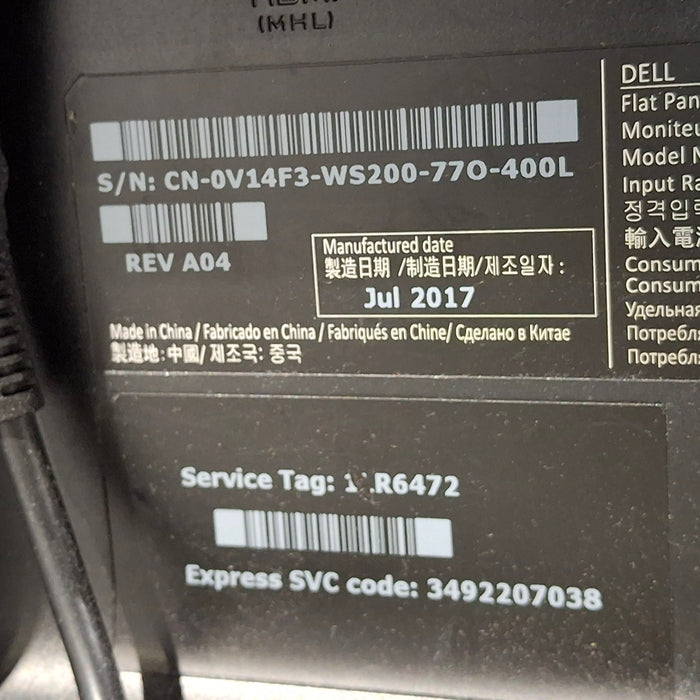 (MHL)
S/N: CN-0V14F3-WS200-77O-400L
REV A04
Manufactured date
製造日期 /制造日期/제조일자 :
Jul 2017
Made in China / Fabricado en China / Fabriqués en Chine/ Сделано в Китае
製造地: 中國/ 제조국: 중국
DELL
Flat Pan
Moniteu
Model N
Input Ra
정격입력
輸入電
Consum
Consum
Удельная
Потребл
Потребл
Service Tag:
Express SVC code: 3492207038